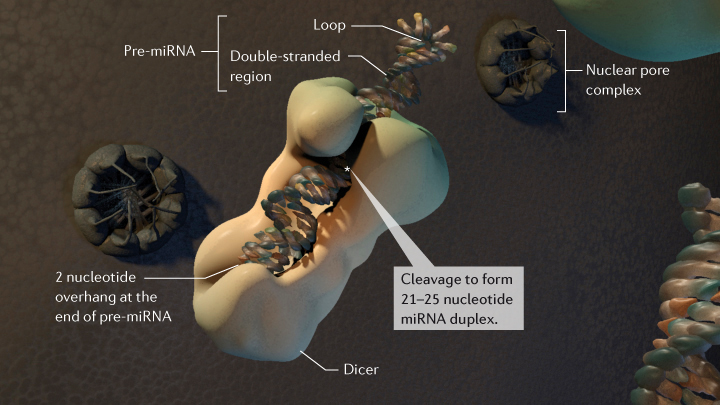 Loop
Pre-miRNA
Double-stranded
region
Nuclear pore
complex
*
2 nucleotide
overhang at the
end of pre-miRNA
Cleavage to form
21–25 nucleotide
miRNA duplex.
Dicer